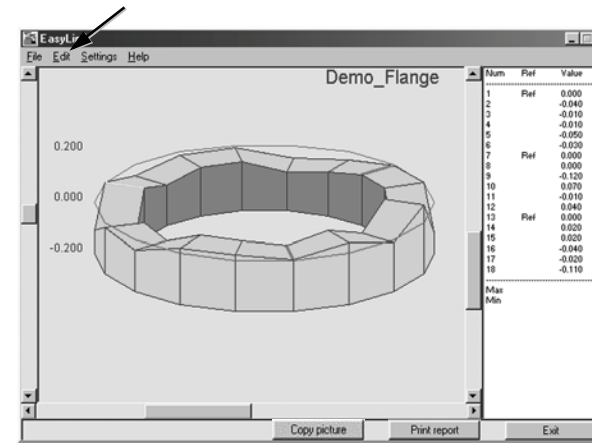 EasyLi
File Edit Settings Help
Demo_Flange
0.200
0.000
-0.200
Num Ref Value
1 Ref 0.000
2 -0.040
3 -0.010
4 -0.010
5 -0.050
6 -0.030
7 Ref 0.000
8 0.000
9 -0.120
10 0.070
11 -0.010
12 0.040
13 Ref 0.000
14 0.020
15 0.020
16 -0.040
17 -0.020
18 -0.110
Max
Min
Copy picture Print report Exit